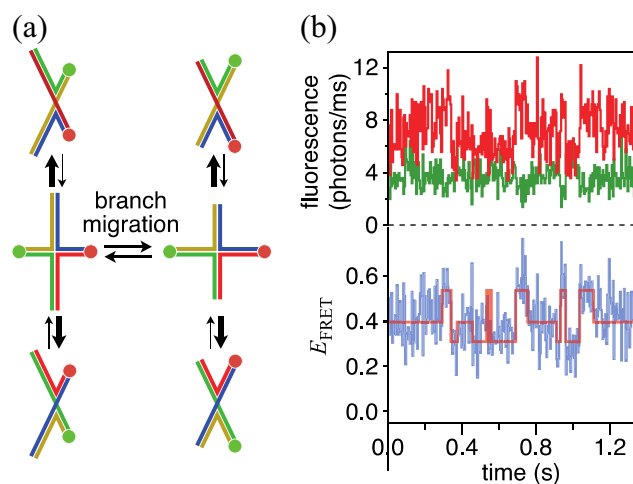 (a)
branch
migration
(b)
fluorescence
(photons/ms)
12
8
4
0
E_FRET
0.6
0.4
0.2
0.0
0.0
0.4
0.8
1.2
time (s)